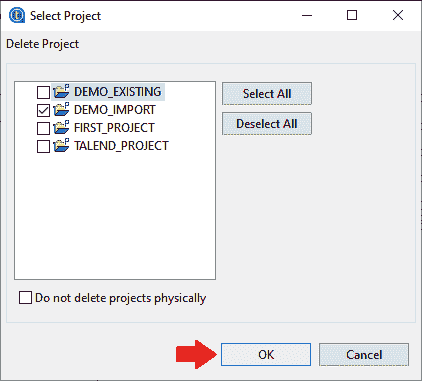 Select Project
Delete Project
DEMO_EXISTING
DEMO_IMPORT
FIRST_PROJECT
TALEND_PROJECT
Select All
Deselect All
Do not delete projects physically
OK
Cancel